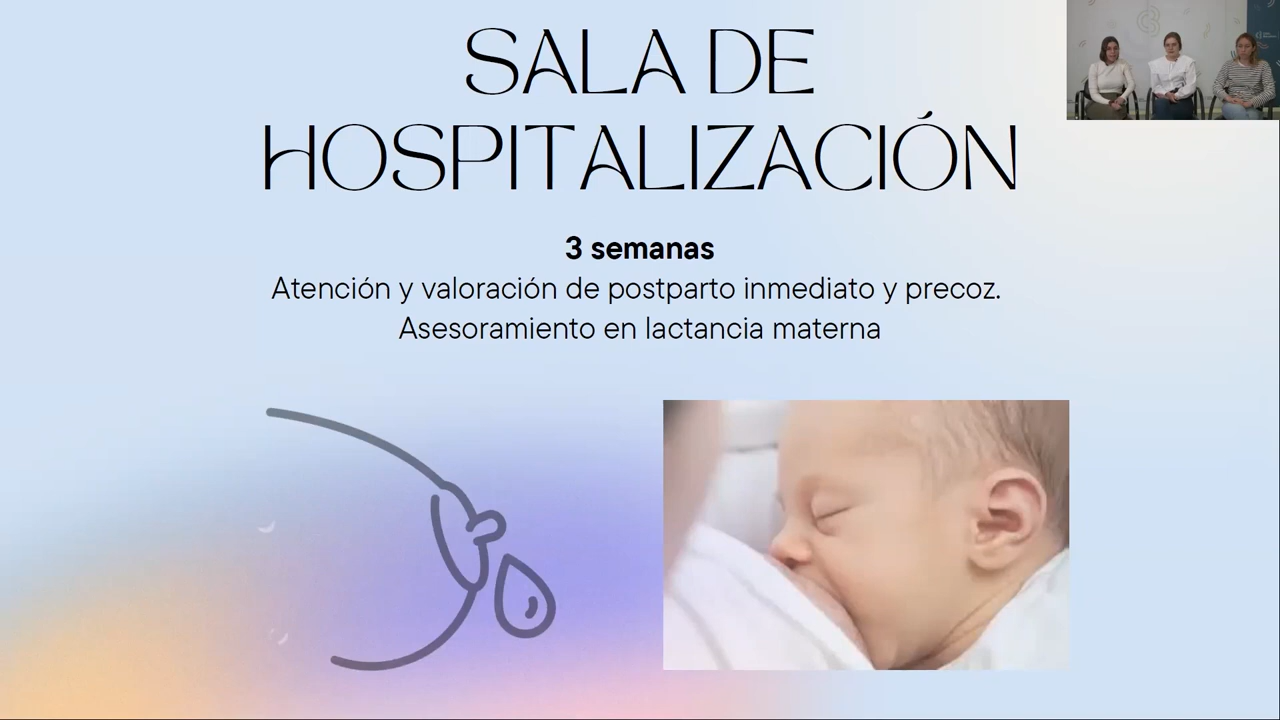 SALA DE
HOSPITALIZACIÓN
3 semanas
Atención y valoración de postparto inmediato y precoz.
Asesoramiento en lactancia materna